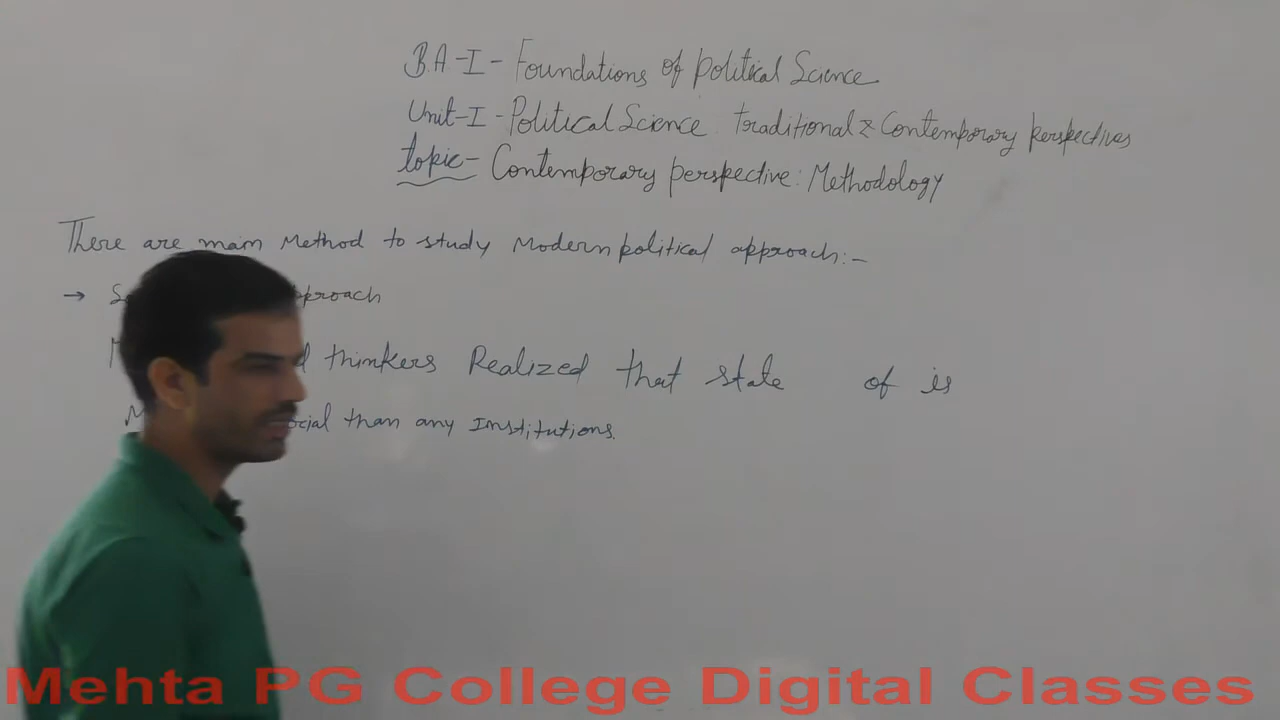 B.A-I- Foundations of political Science
Unit-I-Political Science traditional & Contemporary perspectives
topic- Contemporary perspective: Methodology
There are main Method to study Modern political approach:-
→ proach
thinkers Realized that state of is
than any Institutions.
Mehta PG College Digital Classes